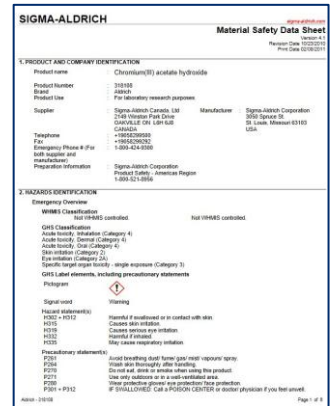 SIGMA-ALDRICH
sigma-aldrich.com
Material Safety Data Sheet
Version 4.1
Revision Date 10/23/2010
Print Date 02/08/2011
1. PRODUCT AND COMPANY IDENTIFICATION
Product name : Chromium(III) acetate hydroxide
Product Number : 318108
Brand : Aldrich
Product Use : For laboratory research purposes
Supplier : Sigma-Aldrich Canada, Ltd Manufacturer : Sigma-Aldrich Corporation
2149 Winston Park Drive 3050 Spruce St.
OAKVILLE ON L6H 6J8 St. Louis, Missouri 63103
CANADA USA
Telephone : +19058299500
Fax : +19058299292
Emergency Phone # (For : 1-800-424-9300
both supplier and
manufacturer)
Preparation Information : Sigma-Aldrich Corporation
Product Safety - Americas Region
1-800-521-8956
2. HAZARDS IDENTIFICATION
Emergency Overview
WHMIS Classification
Not WHMIS controlled. Not WHMIS controlled.
GHS Classification
Acute toxicity, Inhalation (Category 4)
Acute toxicity, Dermal (Category 4)
Acute toxicity, Oral (Category 4)
Skin irritation (Category 2)
Eye irritation (Category 2A)
Specific target organ toxicity - single exposure (Category 3)
GHS Label elements, including precautionary statements
Pictogram
Signal word Warning
Hazard statement(s)
H302 + H312 Harmful if swallowed or in contact with skin.
H315 Causes skin irritation.
H319 Causes serious eye irritation.
H332 Harmful if inhaled.
H335 May cause respiratory irritation.
Precautionary statement(s)
P261 Avoid breathing dust/ fume/ gas/ mist/ vapours/ spray.
P264 Wash skin thoroughly after handling.
P270 Do not eat, drink or smoke when using this product.
P271 Use only outdoors or in a well-ventilated area.
P280 Wear protective gloves/ eye protection/ face protection.
P301 + P312 IF SWALLOWED: Call a POISON CENTER or doctor/ physician if you feel unwell.
Aldrich - 318108 Page 1 of 8